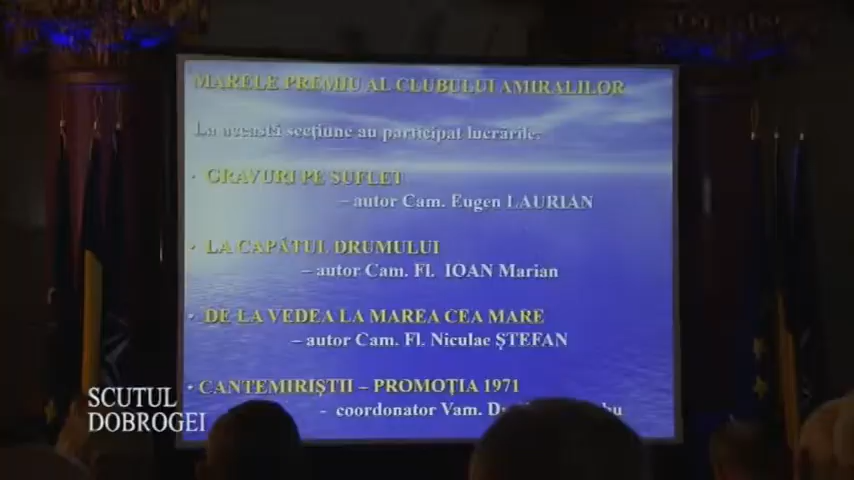 MARELE PREMIU AL CLUBULUI AMIRALILOR
La această secțiune au participat lucrările:
• GRAVURI PE SUFLET
– autor Cam. Eugen LAURIAN
• LA CAPĂTUL DRUMULUI
– autor Cam. Fl. IOAN Marian
• DE LA VEDEA LA MAREA CEA MARE
– autor Cam. Fl. Niculae ȘTEFAN
• CANTEMIRIȘTII – PROMOȚIA 1971
- coordonator Vam.
SCUTUL
DOBROGEI